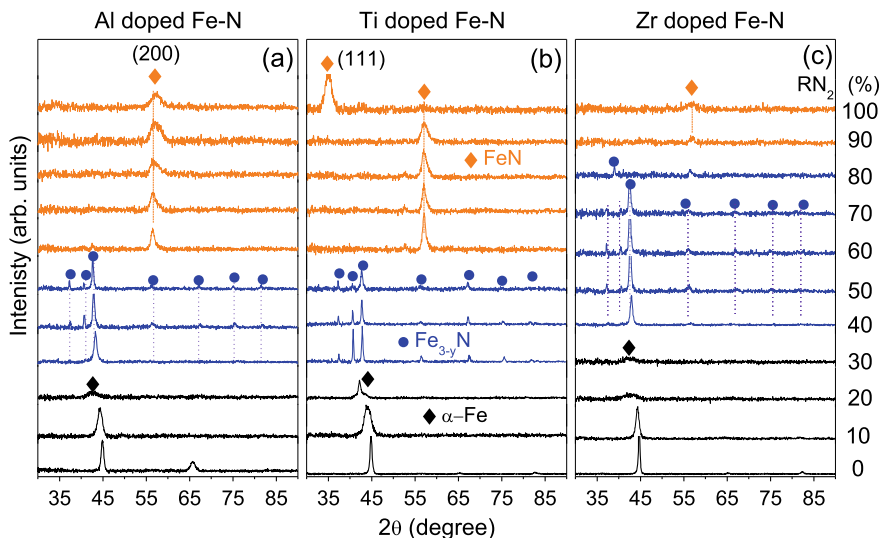 Al doped Fe-N
Ti doped Fe-N
Zr doped Fe-N
(200)
(a)
(111)
(b)
(c)
RN2 (%)
100
90
FeN
80
70
60
50
Fe3-yN
40
30
20
α–Fe
10
0
Intenisty (arb. units)
35 45 55 65 75 85
35 45 55 65 75 85
35 45 55 65 75 85
2θ (degree)